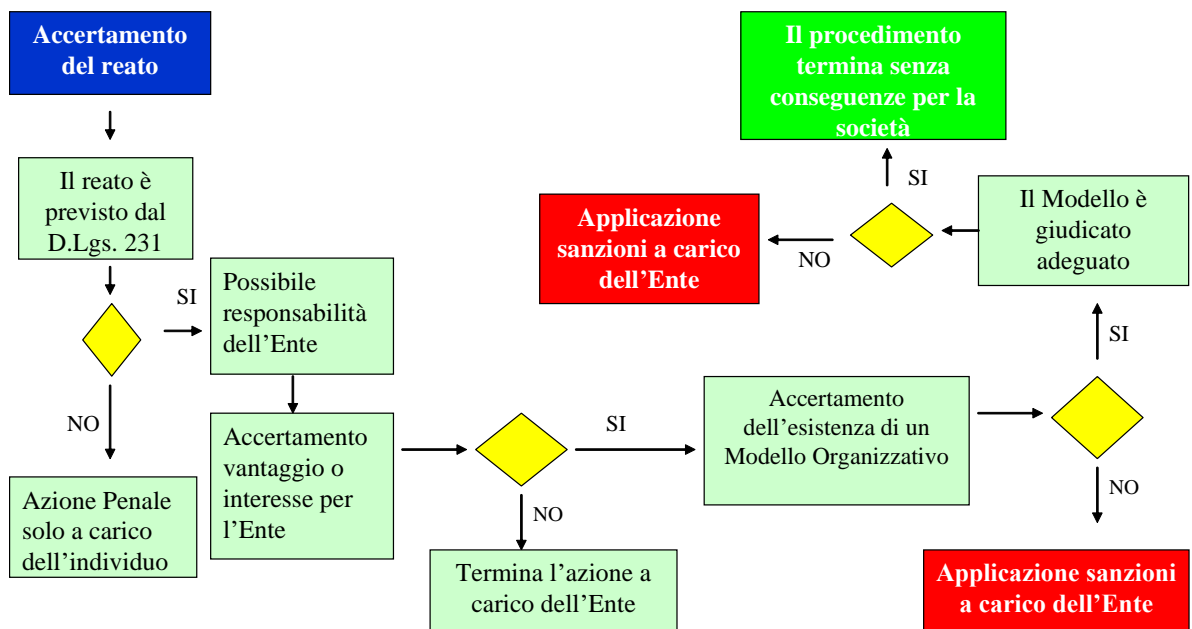 Accertamento
del reato
Il reato è
previsto dal
D.Lgs. 231
SI
NO
Azione Penale
solo a carico
dell’individuo
Possibile
responsabilità
dell’Ente
Accertamento
vantaggio o
interesse per
l’Ente
SI
NO
Termina l’azione a
carico dell’Ente
Accertamento
dell’esistenza di un
Modello Organizzativo
SI
NO
Applicazione sanzioni
a carico dell’Ente
Il Modello è
giudicato
adeguato
SI
NO
Applicazione
sanzioni a carico
dell’Ente
Il procedimento
termina senza
conseguenze per la
società